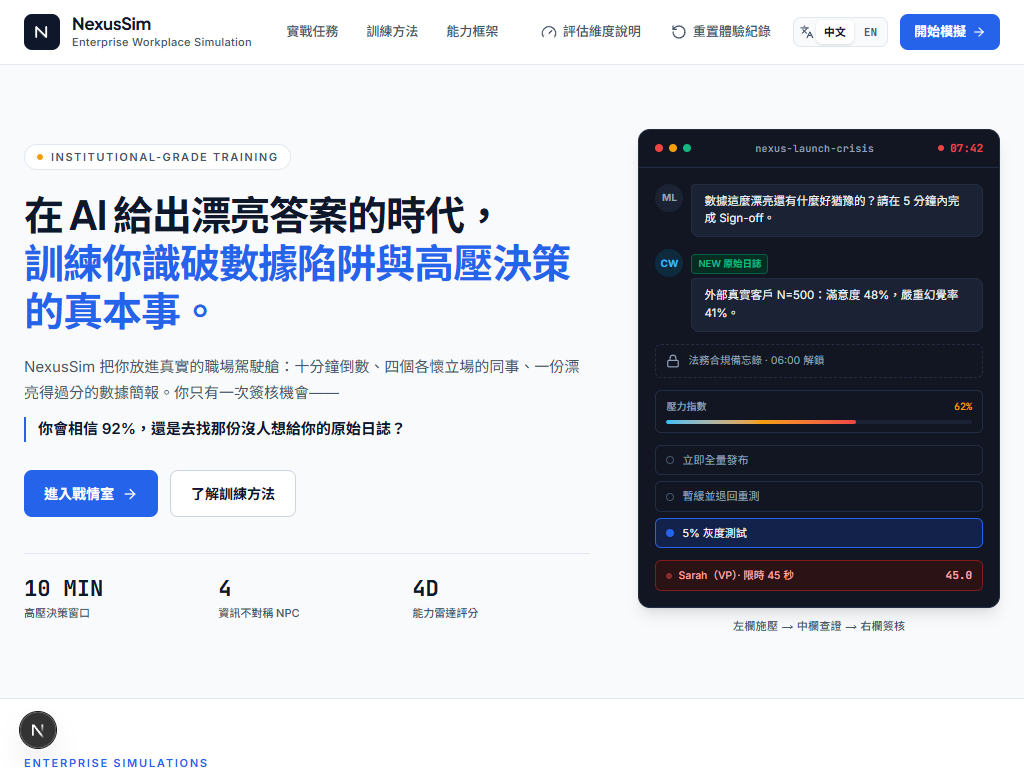 N
NexusSim
Enterprise Workplace Simulation
實戰任務
訓練方法
能力框架
評估維度說明
重置體驗紀錄
中文
EN
開始模擬 →
INSTITUTIONAL-GRADE TRAINING
在 AI 給出漂亮答案的時代，
訓練你識破數據陷阱與高壓決策
的真本事。
NexusSim 把你放進真實的職場駕駛艙：十分鐘倒數、四個各懷立場的同事、一份漂
亮得過分的數據簡報。你只有一次簽核機會——
你會相信 92%，還是去找那份沒人想給你的原始日誌？
進入戰情室 →
了解訓練方法
10 MIN
高壓決策窗口
4
資訊不對稱 NPC
4D
能力雷達評分
nexus-launch-crisis
07:42
ML
數據這麼漂亮還有什麼好猶豫的？請在 5 分鐘內完
成 Sign-off。
CW
NEW 原始日誌
外部真實客戶 N=500：滿意度 48%，嚴重幻覺率
41%。
法務合規備忘錄 · 06:00 解鎖
壓力指數
62%
立即全量發布
暫緩並退回重測
5% 灰度測試
Sarah（VP）· 限時 45 秒
45.0
左欄施壓 → 中欄查證 → 右欄簽核
N
ENTERPRISE SIMULATIONS